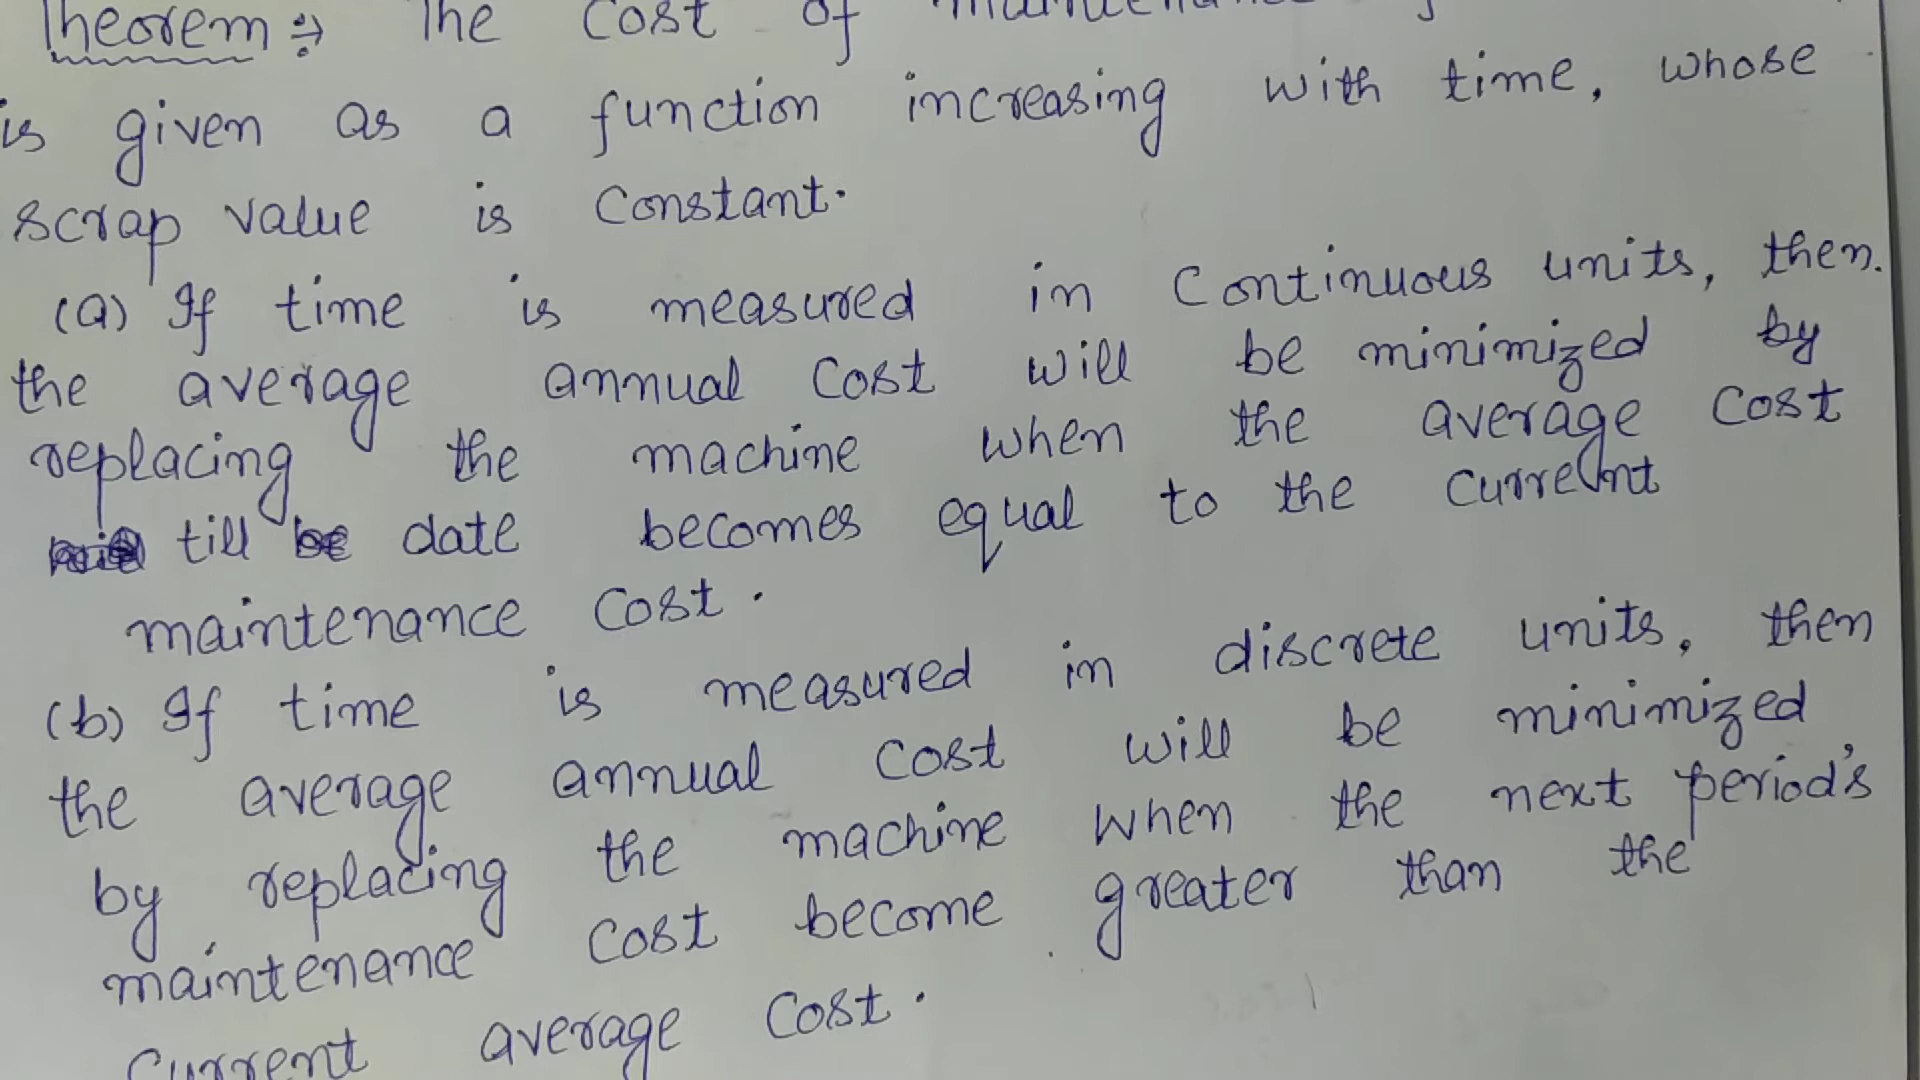 Theorem :⇒ The cost of maintenance
is given as a function increasing with time, whose
scrap value is constant.
(a) If time is measured in continuous units, then.
the average annual cost will be minimized by
replacing the machine when the average cost
till be date becomes equal to the current
maintenance cost.
(b) If time is measured in discrete units, then
the average annual cost will be minimized
by replacing the machine when the next period's
maintenance cost become greater than the
current average cost.